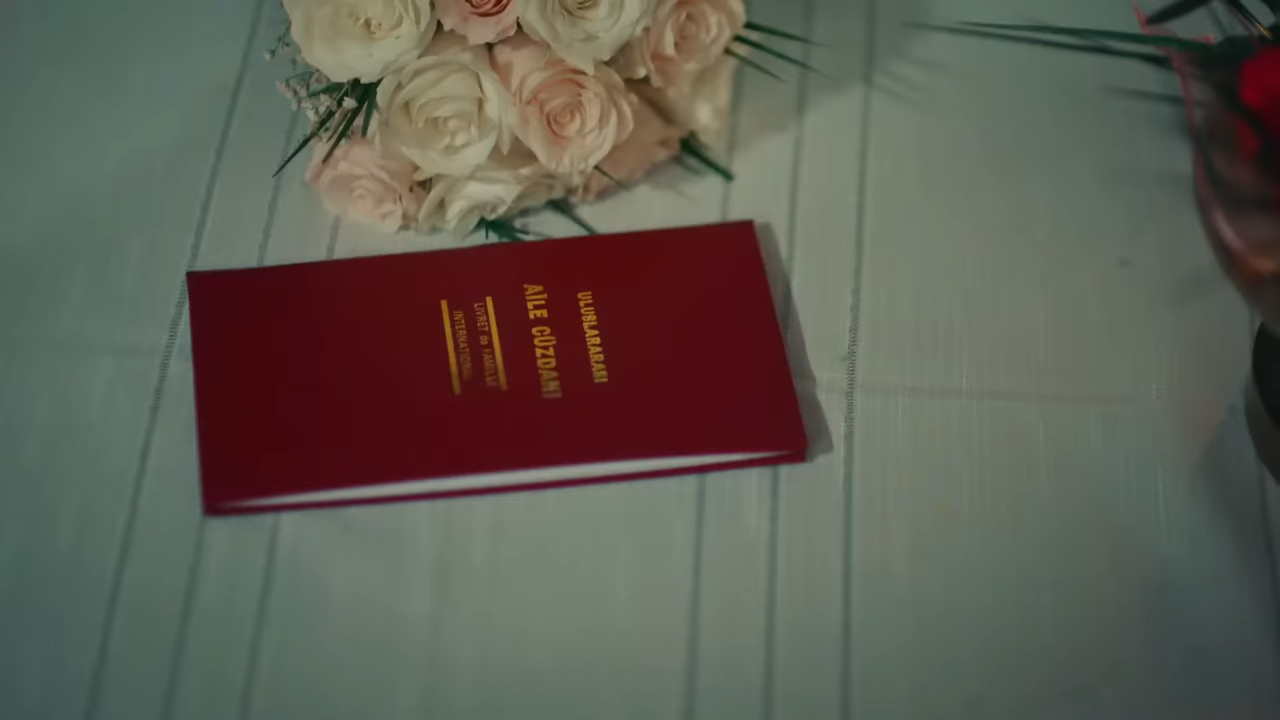 ULUSLARARASI
AİLE CÜZDANI
LIVRET de FAMILLE
INTERNATIONAL